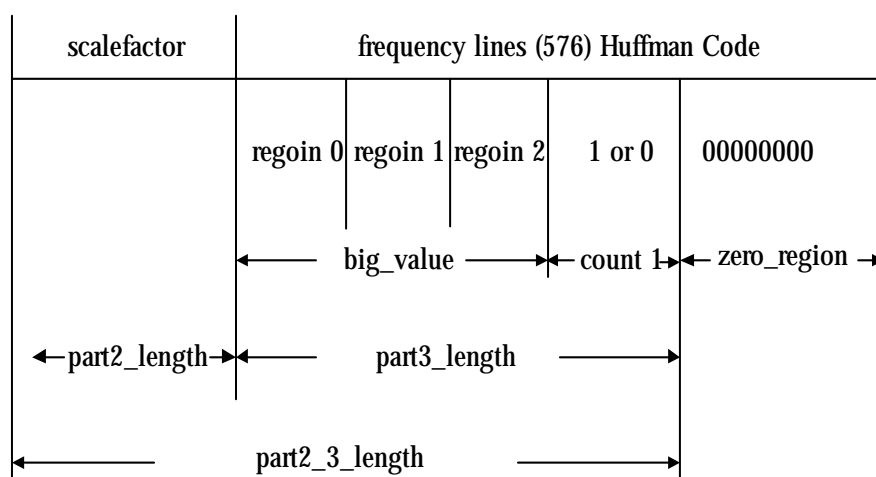 scalefactor
frequency lines (576) Huffman Code
regoin 0
regoin 1
regoin 2
1 or 0
00000000
big_value
count 1
zero_region
part2_length
part3_length
part2_3_length